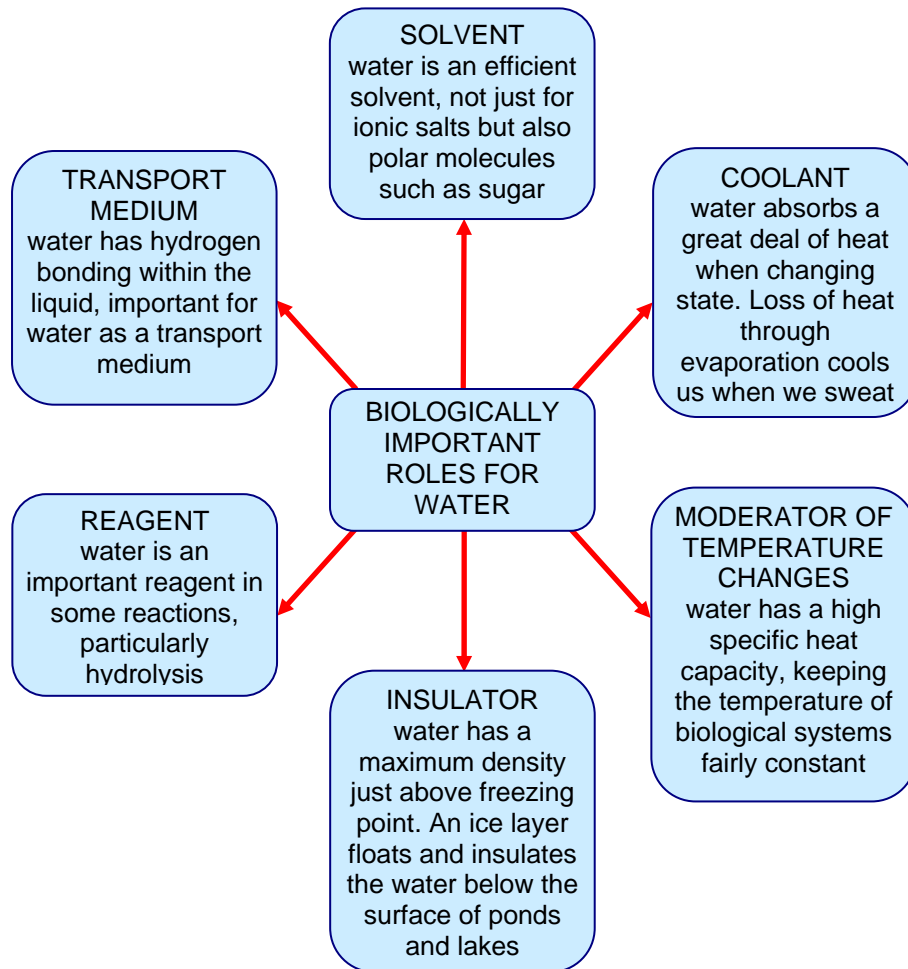 SOLVENT
water is an efficient
solvent, not just for
ionic salts but also
polar molecules
such as sugar
TRANSPORT
MEDIUM
water has hydrogen
bonding within the
liquid, important for
water as a transport
medium
COOLANT
water absorbs a
great deal of heat
when changing
state. Loss of heat
through
evaporation cools
us when we sweat
BIOLOGICALLY
IMPORTANT
ROLES FOR
WATER
REAGENT
water is an
important reagent in
some reactions,
particularly
hydrolysis
MODERATOR OF
TEMPERATURE
CHANGES
water has a high
specific heat
capacity, keeping
the temperature of
biological systems
fairly constant
INSULATOR
water has a
maximum density
just above freezing
point. An ice layer
floats and insulates
the water below the
surface of ponds
and lakes